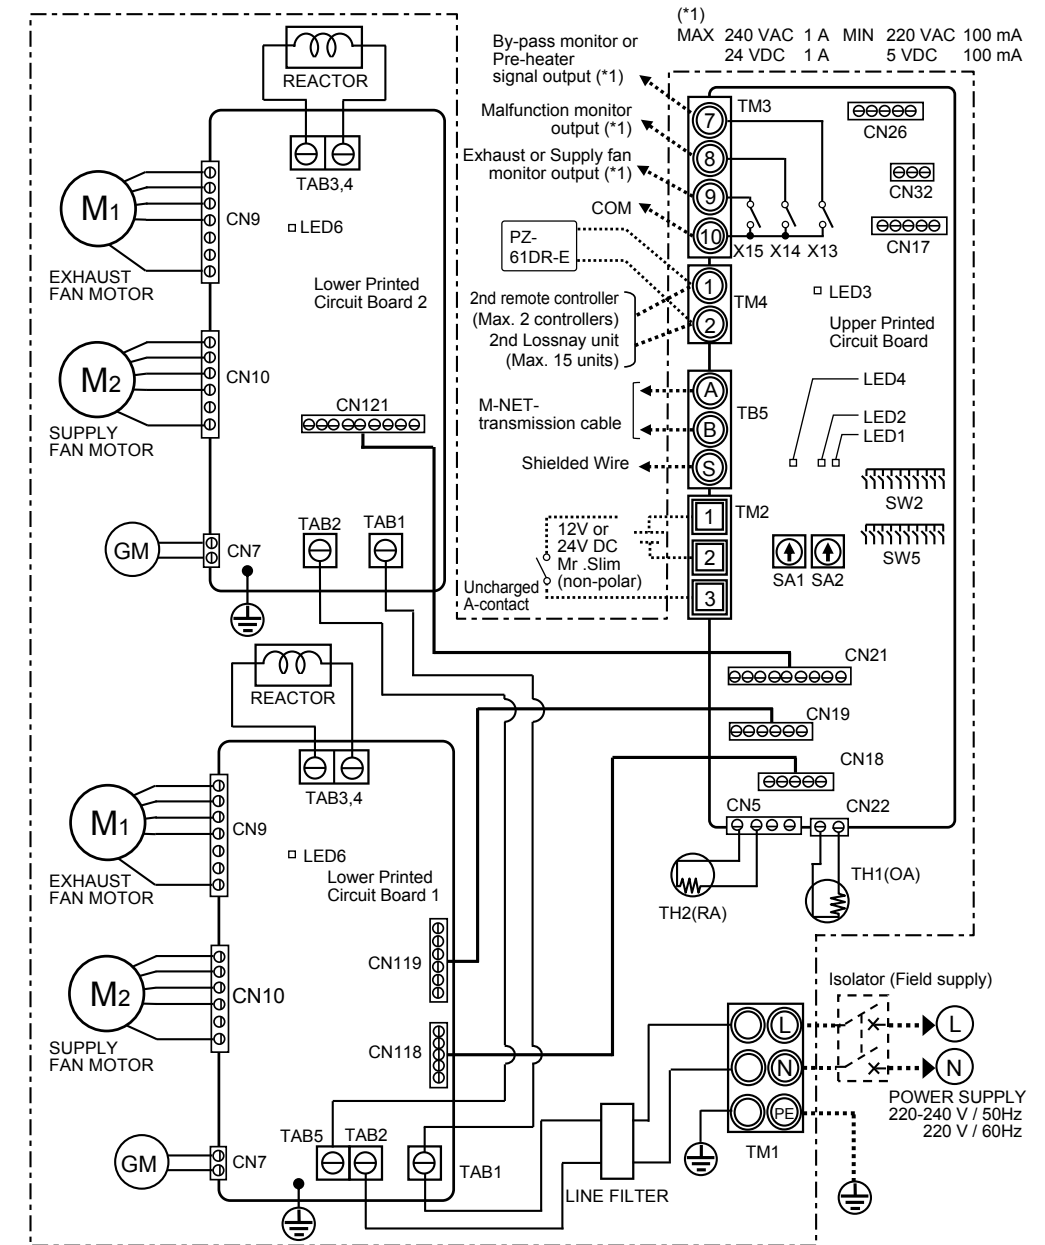 (*1)
MAX 240 VAC 1 A MIN 220 VAC 100 mA
24 VDC 1 A 5 VDC 100 mA
REACTOR
TAB3,4
M1
EXHAUST
FAN MOTOR
CN9
LED6
Lower Printed
Circuit Board 2
M2
SUPPLY
FAN MOTOR
CN10
CN121
GM
CN7
TAB2
TAB1
By-pass monitor or
Pre-heater
signal output (*1)
Malfunction monitor
output (*1)
Exhaust or Supply fan
monitor output (*1)
COM
PZ-
61DR-E
2nd remote controller
(Max. 2 controllers)
2nd Lossnay unit
(Max. 15 units)
M-NET-
transmission cable
Shielded Wire
12V or
24V DC
Mr .Slim
(non-polar)
Uncharged
A-contact
7
8
9
10
TM3
X15 X14 X13
1
2
TM4
A
B
S
TB5
1
2
3
TM2
CN26
CN32
CN17
LED3
Upper Printed
Circuit Board
LED4
LED2
LED1
SW2
SW5
SA1 SA2
CN21
CN19
CN18
CN5
CN22
TH2(RA)
TH1(OA)
REACTOR
TAB3,4
M1
EXHAUST
FAN MOTOR
CN9
LED6
Lower Printed
Circuit Board 1
M2
SUPPLY
FAN MOTOR
CN10
CN119
CN118
GM
CN7
TAB5 TAB2
TAB1
LINE FILTER
L
N
PE
TM1
Isolator (Field supply)
L
N
POWER SUPPLY
220-240 V / 50Hz
220 V / 60Hz